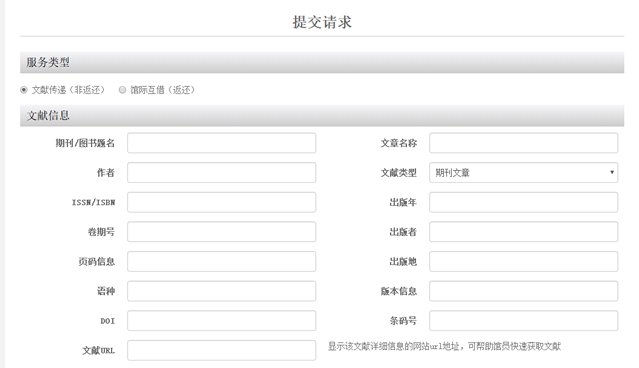 提交请求
服务类型
文献传递（非返还） 馆际互借（返还）
文献信息
期刊/图书题名 文章名称
作者 文献类型 期刊文章
ISSN/ISBN 出版年
卷期号 出版者
页码信息 出版地
语种 版本信息
DOI 条码号
文献URL 显示该文献详细信息的网站url地址，可帮助馆员快速获取文献